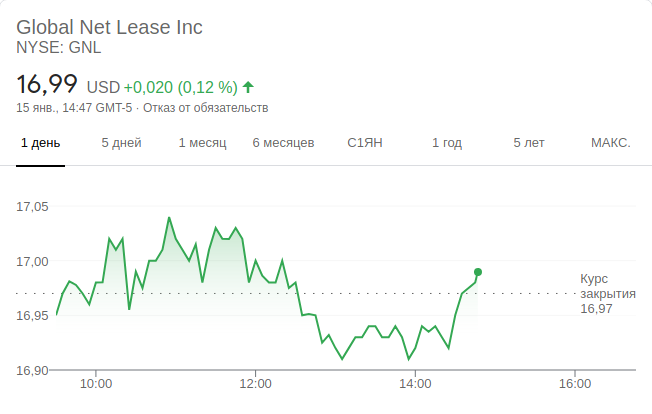 Global Net Lease Inc
NYSE: GNL
16,99 USD +0,020 (0,12 %)
15 янв., 14:47 GMT-5 · Отказ от обязательств
1 день 5 дней 1 месяц 6 месяцев С1ЯН 1 год 5 лет МАКС.
17,05
17,00
Курс
закрытия
16,97
16,95
16,90
10:00 12:00 14:00 16:00